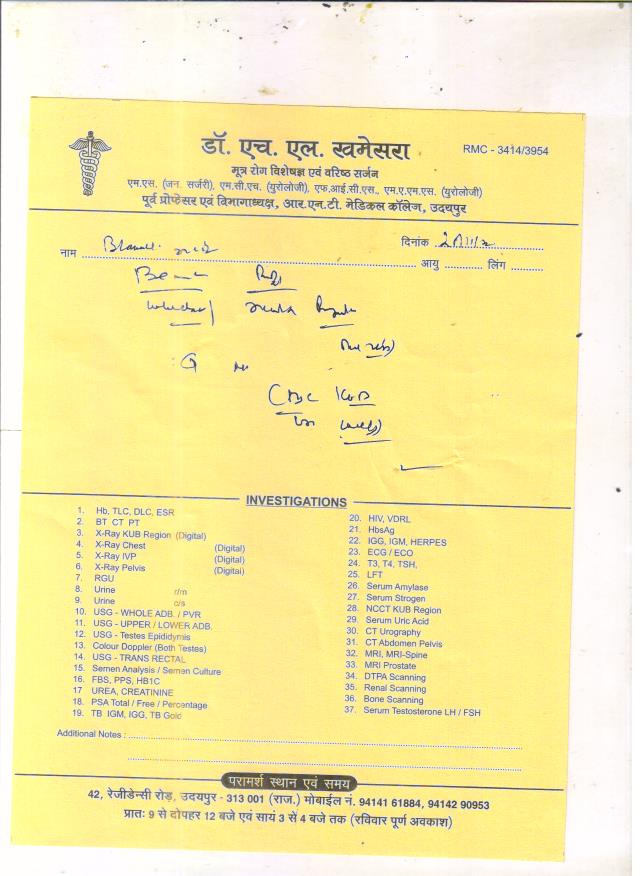 डॉ. एच. एल. खमेसरा
RMC - 3414/3954
मूत्र रोग विशेषज्ञ एवं वरिष्ठ सर्जन
एम.एस. (जन. सर्जरी), एम.सी.एच. (युरोलोजी), एफ.आई.सी.एस., एम.ए.एम.एस. (युरोलोजी)
पूर्व प्रोफेसर एवं विभागाध्यक्ष, आर.एन.टी. मेडिकल कॉलेज, उदयपुर
दिनांक
नाम
आयु ............ लिंग ..........
INVESTIGATIONS
1. Hb, TLC, DLC, ESR
2. BT CT PT
3. X-Ray KUB Region (Digital)
4. X-Ray Chest (Digital)
5. X-Ray IVP (Digital)
6. X-Ray Pelvis (Digital)
7. RGU
8. Urine r/m
9. Urine c/s
10. USG - WHOLE ADB. / PVR
11. USG - UPPER / LOWER ADB.
12. USG - Testes Epididymis
13. Colour Doppler (Both Testes)
14. USG - TRANS RECTAL
15. Semen Analysis / Semen Culture
16. FBS, PPS, HB1C
17 UREA, CREATININE
18. PSA Total / Free / Percentage
19. TB IGM, IGG, TB Gold
20. HIV, VDRL
21. HbsAg
22. IGG, IGM, HERPES
23. ECG / ECO
24. T3, T4, TSH,
25. LFT
26. Serum Amylase
27. Serum Strogen
28. NCCT KUB Region
29. Serum Uric Acid
30. CT Urography
31. CT Abdomen Pelvis
32. MRI, MRI-Spine
33. MRI Prostate
34. DTPA Scanning
35. Renal Scanning
36. Bone Scanning
37. Serum Testosterone LH / FSH
Additional Notes :
परामर्श स्थान एवं समय
42, रेजीडेन्सी रोड़, उदयपुर - 313 001 (राज.) मोबाईल नं. 94141 61884, 94142 90953
प्रातः 9 से दोपहर 12 बजे एवं सायं 3 से 4 बजे तक (रविवार पूर्ण अवकाश)